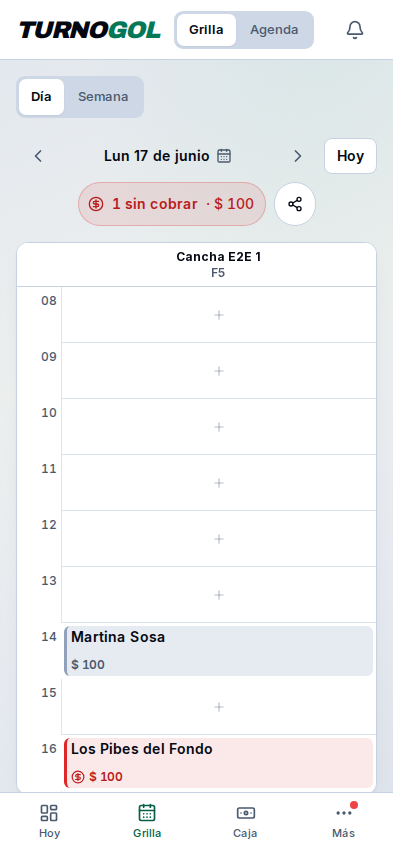 TURNOGOL Grilla Agenda
Día Semana
Lun 17 de junio Hoy
1 sin cobrar · $ 100
Cancha E2E 1
F5
08 +
09 +
10 +
11 +
12 +
13 +
14 Martina Sosa
$ 100
15 +
16 Los Pibes del Fondo
$ 100
Hoy Grilla Caja Más